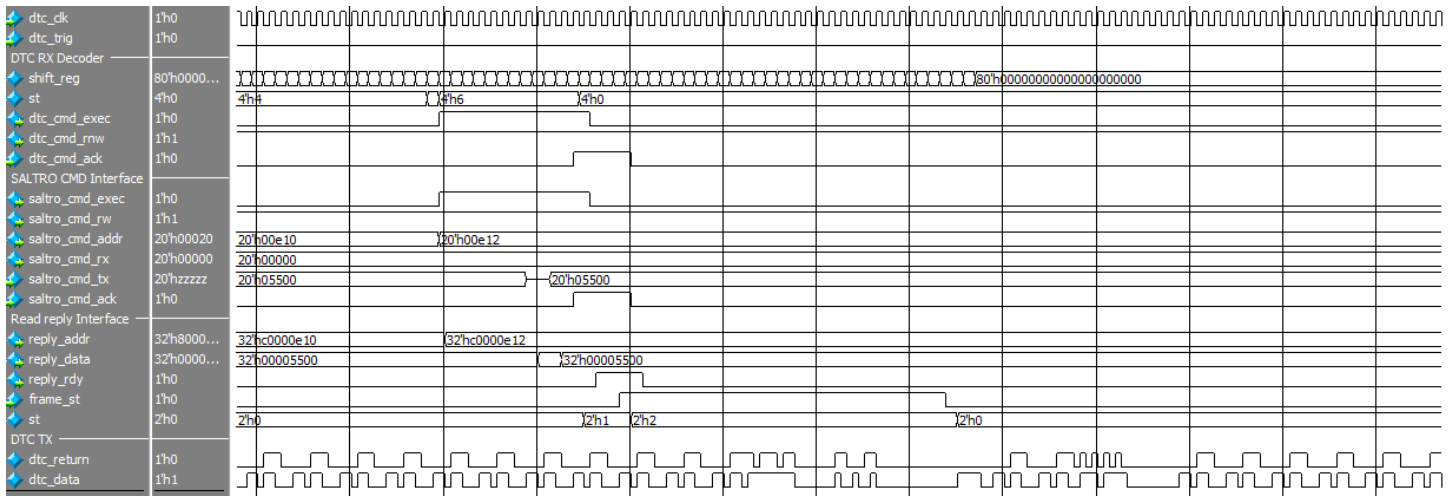 dtc_clk 1'h0
dtc_trig 1'h0
DTC RX Decoder
shift_reg 80'h0000... 80'h00000000000000000000
st 4'h0 4'h4 4'h6 4'h0
dtc_cmd_exec 1'h0
dtc_cmd_rnw 1'h1
dtc_cmd_ack 1'h0
SALTRO CMD Interface
saltro_cmd_exec 1'h0
saltro_cmd_rw 1'h1
saltro_cmd_addr 20'h00020 20'h00e10 20'h00e12
saltro_cmd_rx 20'h00000 20'h00000
saltro_cmd_tx 20'hzzzzz 20'h05500 20'h05500
saltro_cmd_ack 1'h0
Read reply Interface
reply_addr 32'h8000... 32'hc0000e10 32'hc0000e12
reply_data 32'h0000... 32'h00005500 32'h00005500
reply_rdy 1'h0
frame_st 1'h0
st 2'h0 2'h0 2'h1 2'h2 2'h0
DTC TX
dtc_return 1'h0
dtc_data 1'h1